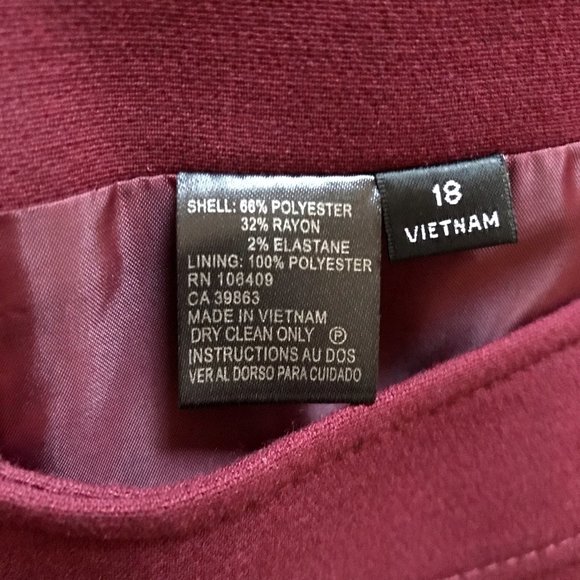 SHELL: 66% POLYESTER
32% RAYON
2% ELASTANE
LINING: 100% POLYESTER
RN 106409
CA 39863
MADE IN VIETNAM
DRY CLEAN ONLY Ⓟ
INSTRUCTIONS AU DOS
VER AL DORSO PARA CUIDADO
18
VIETNAM